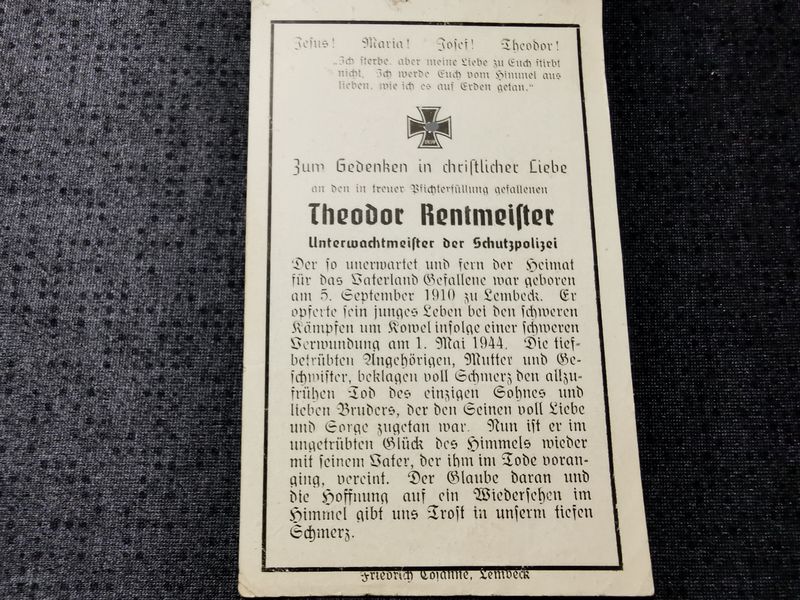 Jesus! Maria! Josef! Theodor!
„Ich sterbe, aber meine Liebe zu Euch stirbt
nicht. Ich werde Euch vom Himmel aus
lieben, wie ich es auf Erden getan.“
Zum Gedenken in christlicher Liebe
an den in treuer Pflichterfüllung gefallenen
Theodor Rentmeister
Unterwachtmeister der Schutzpolizei
Der so unerwartet und fern der Heimat
für das Vaterland Gefallene war geboren
am 5. September 1910 zu Lembeck. Er
opferte sein junges Leben bei den schweren
Kämpfen um Kowel infolge einer schweren
Verwundung am 1. Mai 1944. Die tief-
betrübten Angehörigen, Mutter und Ge-
schwister, beklagen voll Schmerz den allzu-
frühen Tod des einzigen Sohnes und
lieben Bruders, der den Seinen voll Liebe
und Sorge zugetan war. Nun ist er im
ungetrübten Glück des Himmels wieder
mit seinem Vater, der ihm im Tode voran-
ging, vereint. Der Glaube daran und
die Hoffnung auf ein Wiedersehen im
Himmel gibt uns Trost in unserm tiefen
Schmerz.
Friedrich Cosanne, Lembeck